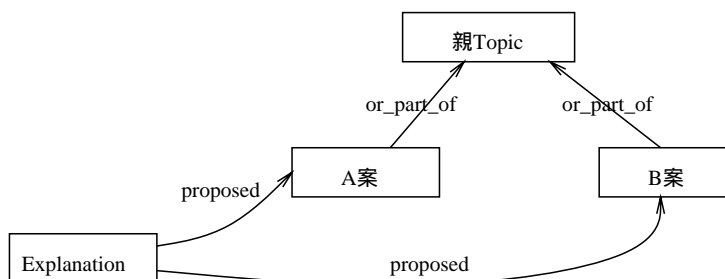 親Topic
or_part_of
or_part_of
A案
B案
proposed
Explanation
proposed